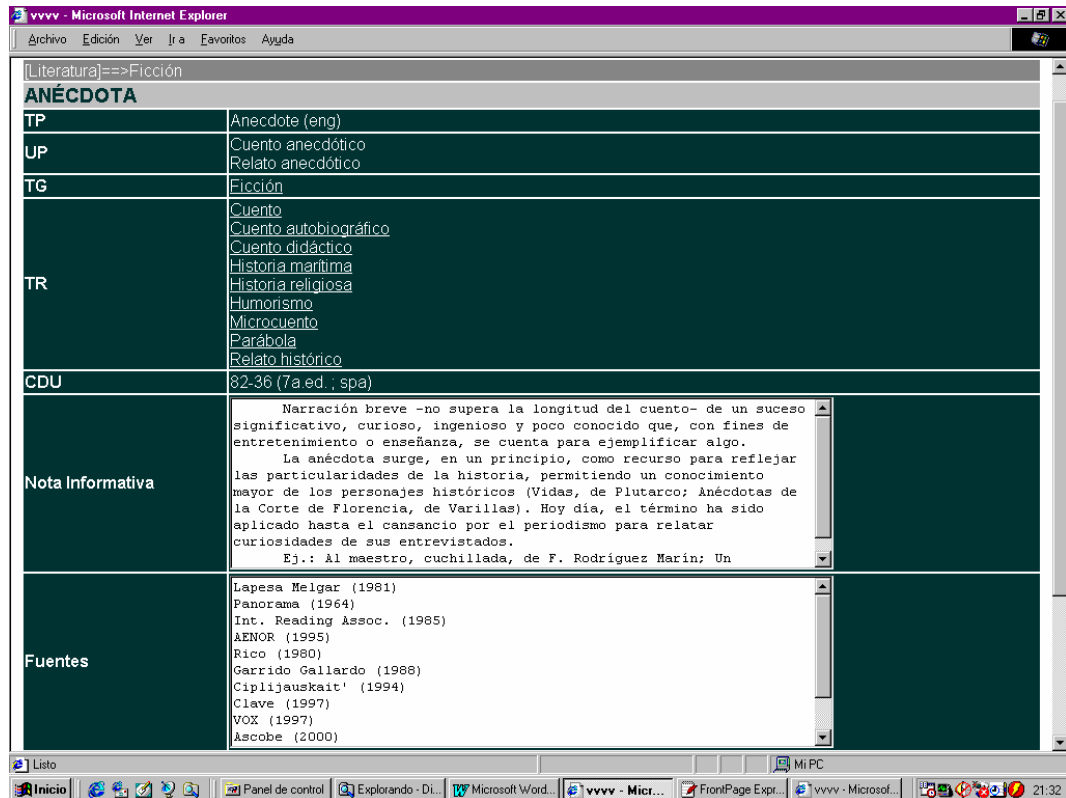 vvvv - Microsoft Internet Explorer
Archivo Edición Ver Ir a Favoritos Ayuda
[Literatura]==>Ficción
ANÉCDOTA
TP Anecdote (eng)
UP Cuento anecdótico
Relato anecdótico
TG Ficción
TR Cuento
Cuento autobiográfico
Cuento didáctico
Historia marítima
Historia religiosa
Humorismo
Microcuento
Parábola
Relato histórico
CDU 82-36 (7a.ed. ; spa)
Nota Informativa
Narración breve -no supera la longitud del cuento- de un suceso
significativo, curioso, ingenioso y poco conocido que, con fines de
entretenimiento o enseñanza, se cuenta para ejemplificar algo.
La anécdota surge, en un principio, como recurso para reflejar
las particularidades de la historia, permitiendo un conocimiento
mayor de los personajes históricos (Vidas, de Plutarco; Anécdotas de
la Corte de Florencia, de Varillas). Hoy día, el término ha sido
aplicado hasta el cansancio por el periodismo para relatar
curiosidades de sus entrevistados.
Ej.: Al maestro, cuchillada, de F. Rodríguez Marín; Un
Fuentes
Lapesa Melgar (1981)
Panorama (1964)
Int. Reading Assoc. (1985)
AENOR (1995)
Rico (1980)
Garrido Gallardo (1988)
Ciplijauskait' (1994)
Clave (1997)
VOX (1997)
Ascobe (2000)
Listo Mi PC
Inicio Panel de control Explorando - Di... Microsoft Word... vvvv - Micr... FrontPage Expr... vvvv - Microsof... 21:32